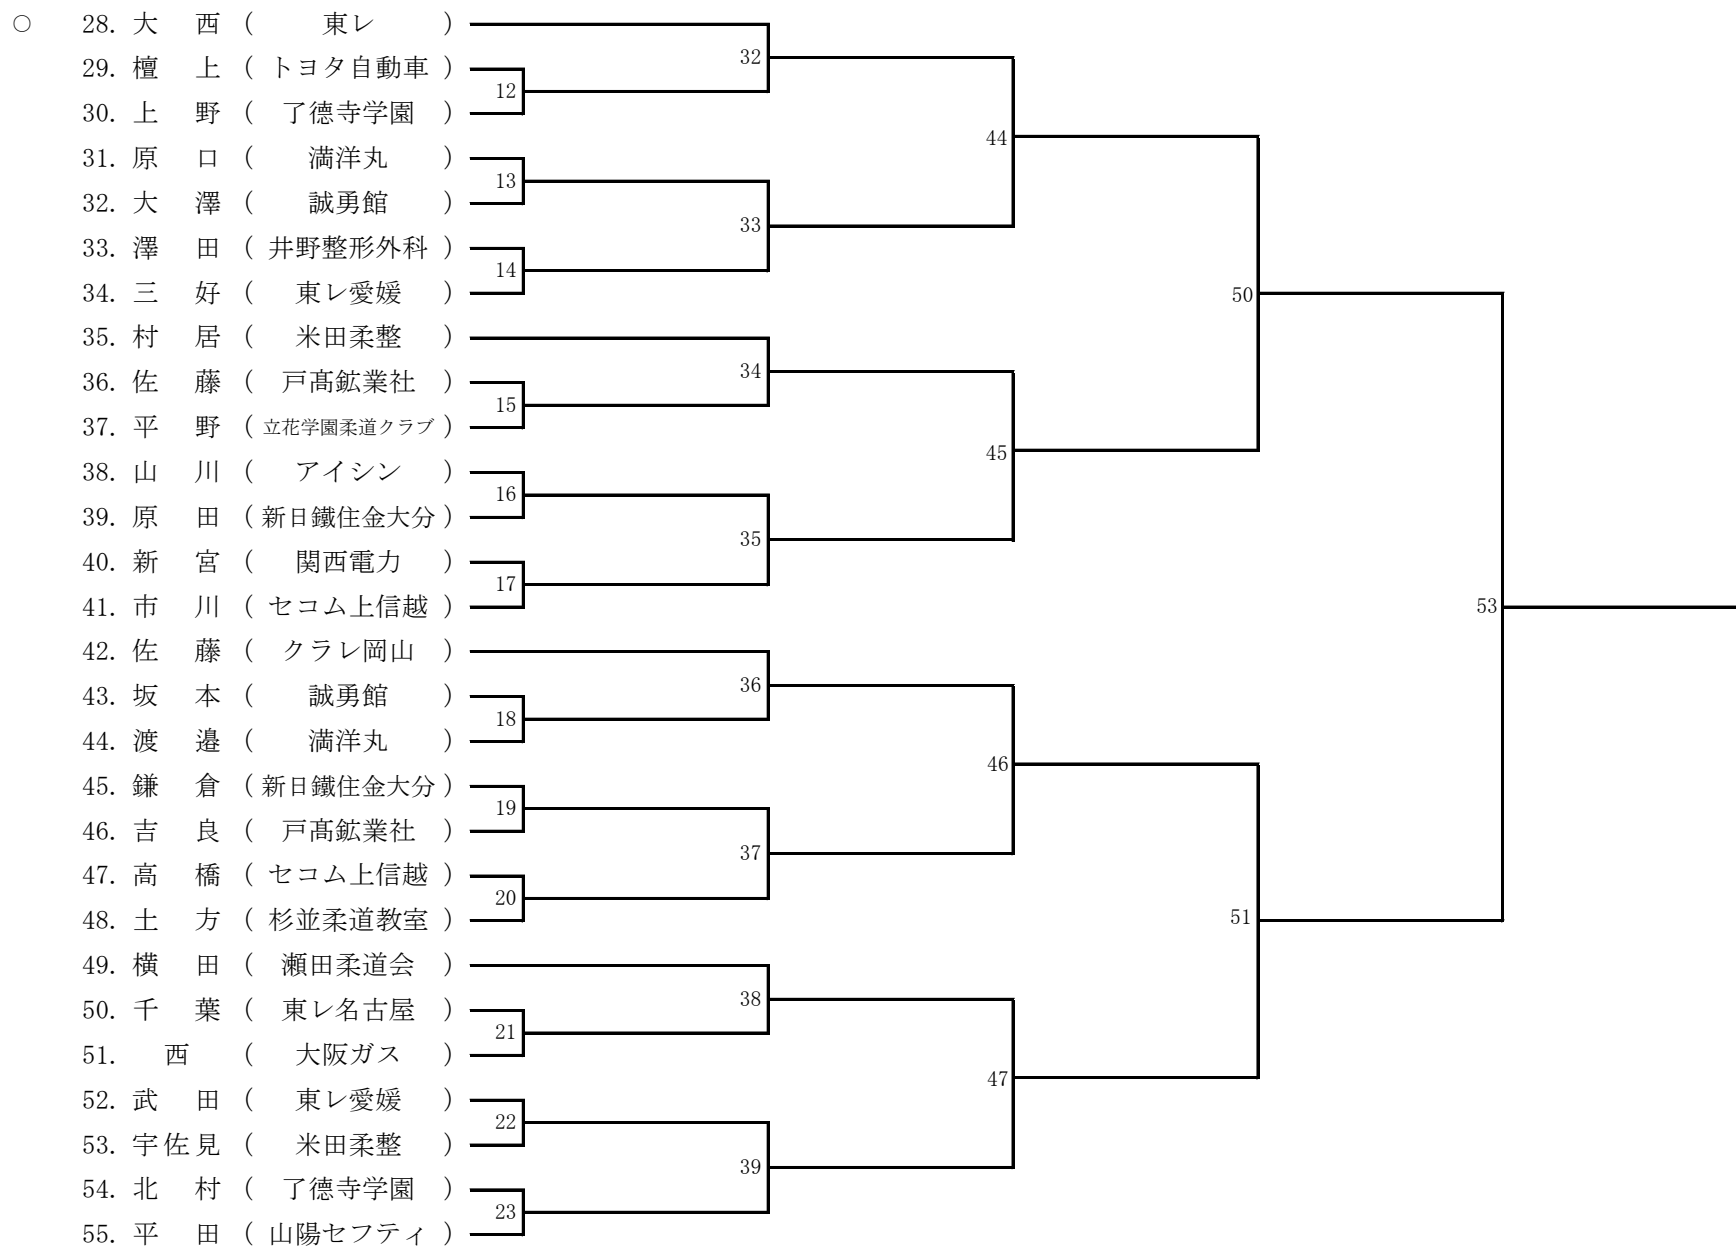 ○ 28. 大 西 ( 東レ )
32
29. 檀 上 ( トヨタ自動車 )
12
30. 上 野 ( 了德寺学園 )
44
31. 原 口 ( 満洋丸 )
13
32. 大 澤 ( 誠勇館 )
33
33. 澤 田 ( 井野整形外科 )
14
34. 三 好 ( 東レ愛媛 )
50
35. 村 居 ( 米田柔整 )
34
36. 佐 藤 ( 戸髙鉱業社 )
15
37. 平 野 ( 立花学園柔道クラブ )
45
38. 山 川 ( アイシン )
16
39. 原 田 ( 新日鐵住金大分 )
35
40. 新 宮 ( 関西電力 )
17
41. 市 川 ( セコム上信越 )
53
42. 佐 藤 ( クラレ岡山 )
36
43. 坂 本 ( 誠勇館 )
18
44. 渡 邉 ( 満洋丸 )
46
45. 鎌 倉 ( 新日鐵住金大分 )
19
46. 吉 良 ( 戸髙鉱業社 )
37
47. 高 橋 ( セコム上信越 )
20
48. 土 方 ( 杉並柔道教室 )
51
49. 横 田 ( 瀬田柔道会 )
38
50. 千 葉 ( 東レ名古屋 )
21
51. 西 ( 大阪ガス )
47
52. 武 田 ( 東レ愛媛 )
22
53. 宇佐見 ( 米田柔整 )
39
54. 北 村 ( 了德寺学園 )
23
55. 平 田 ( 山陽セフティ )